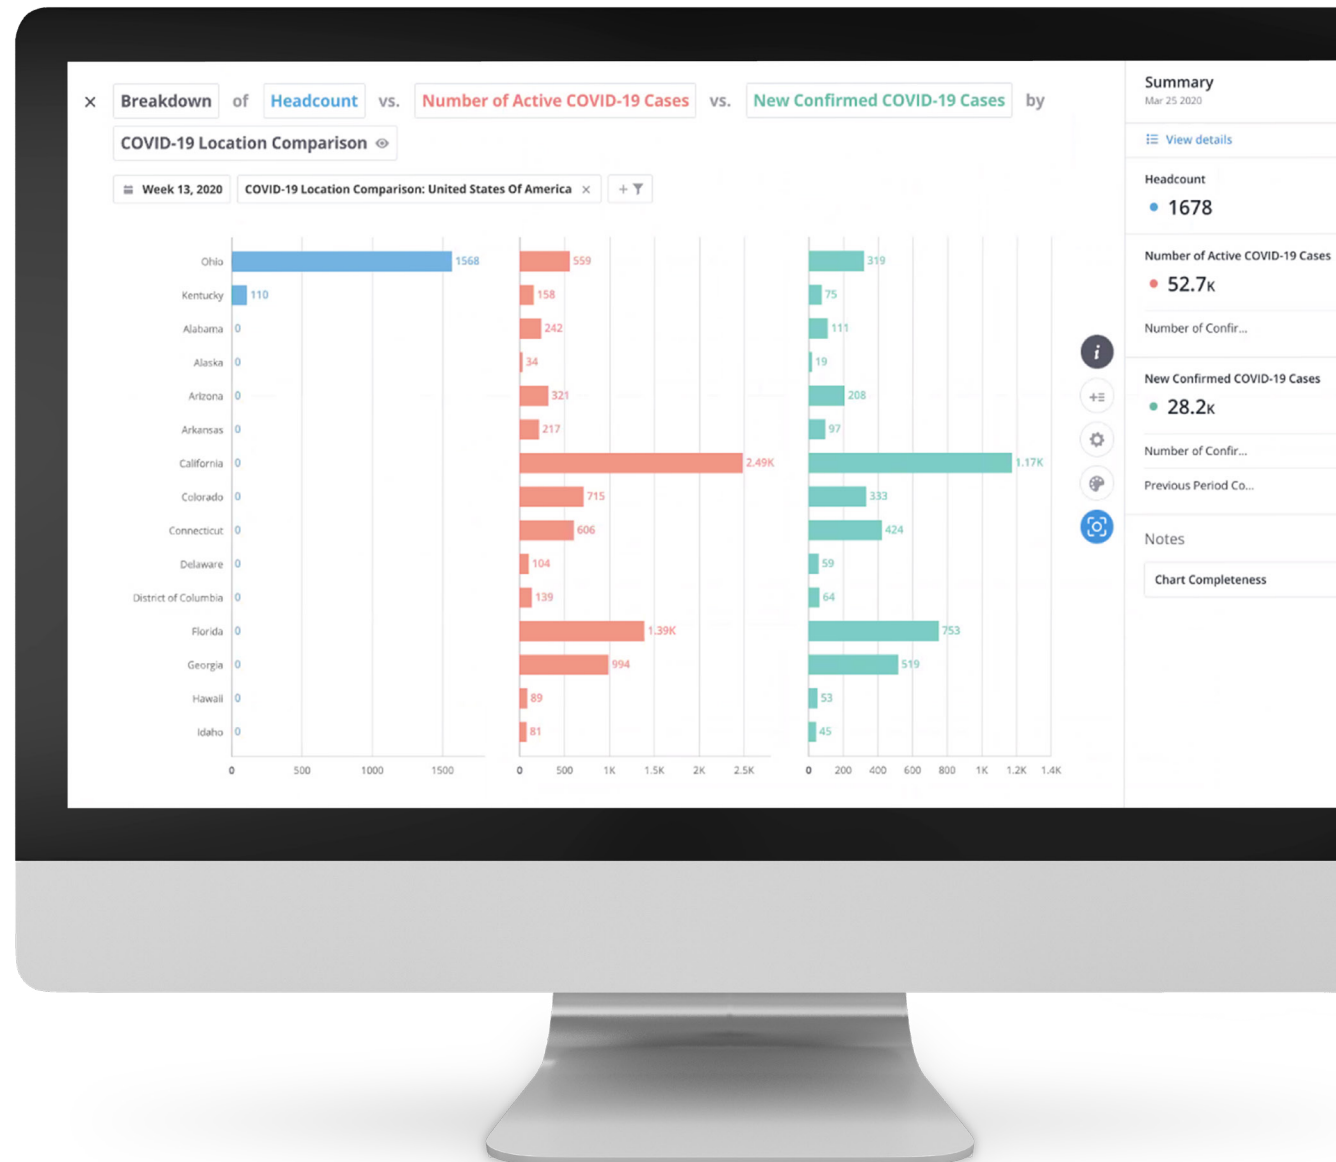 × Breakdown of Headcount vs. Number of Active COVID-19 Cases vs. New Confirmed COVID-19 Cases by
COVID-19 Location Comparison
Week 13, 2020 COVID-19 Location Comparison: United States Of America ×
+
Ohio 1568 559 319
Kentucky 110 158 75
Alabama 0 242 111
Alaska 0 34 19
Arizona 0 321 208
Arkansas 0 217 97
California 0 2.49K 1.17K
Colorado 0 715 333
Connecticut 0 606 424
Delaware 0 104 59
District of Columbia 0 139 64
Florida 0 1.39K 753
Georgia 0 994 519
Hawaii 0 89 53
Idaho 0 81 45
0 500 1000 1500 0 500 1K 1.5K 2K 2.5K 0 200 400 600 800 1K 1.2K 1.4K
i
Summary
Mar 25 2020
View details
Headcount
1678
Number of Active COVID-19 Cases
52.7K
Number of Confir...
New Confirmed COVID-19 Cases
28.2K
Number of Confir...
Previous Period Co...
Notes
Chart Completeness